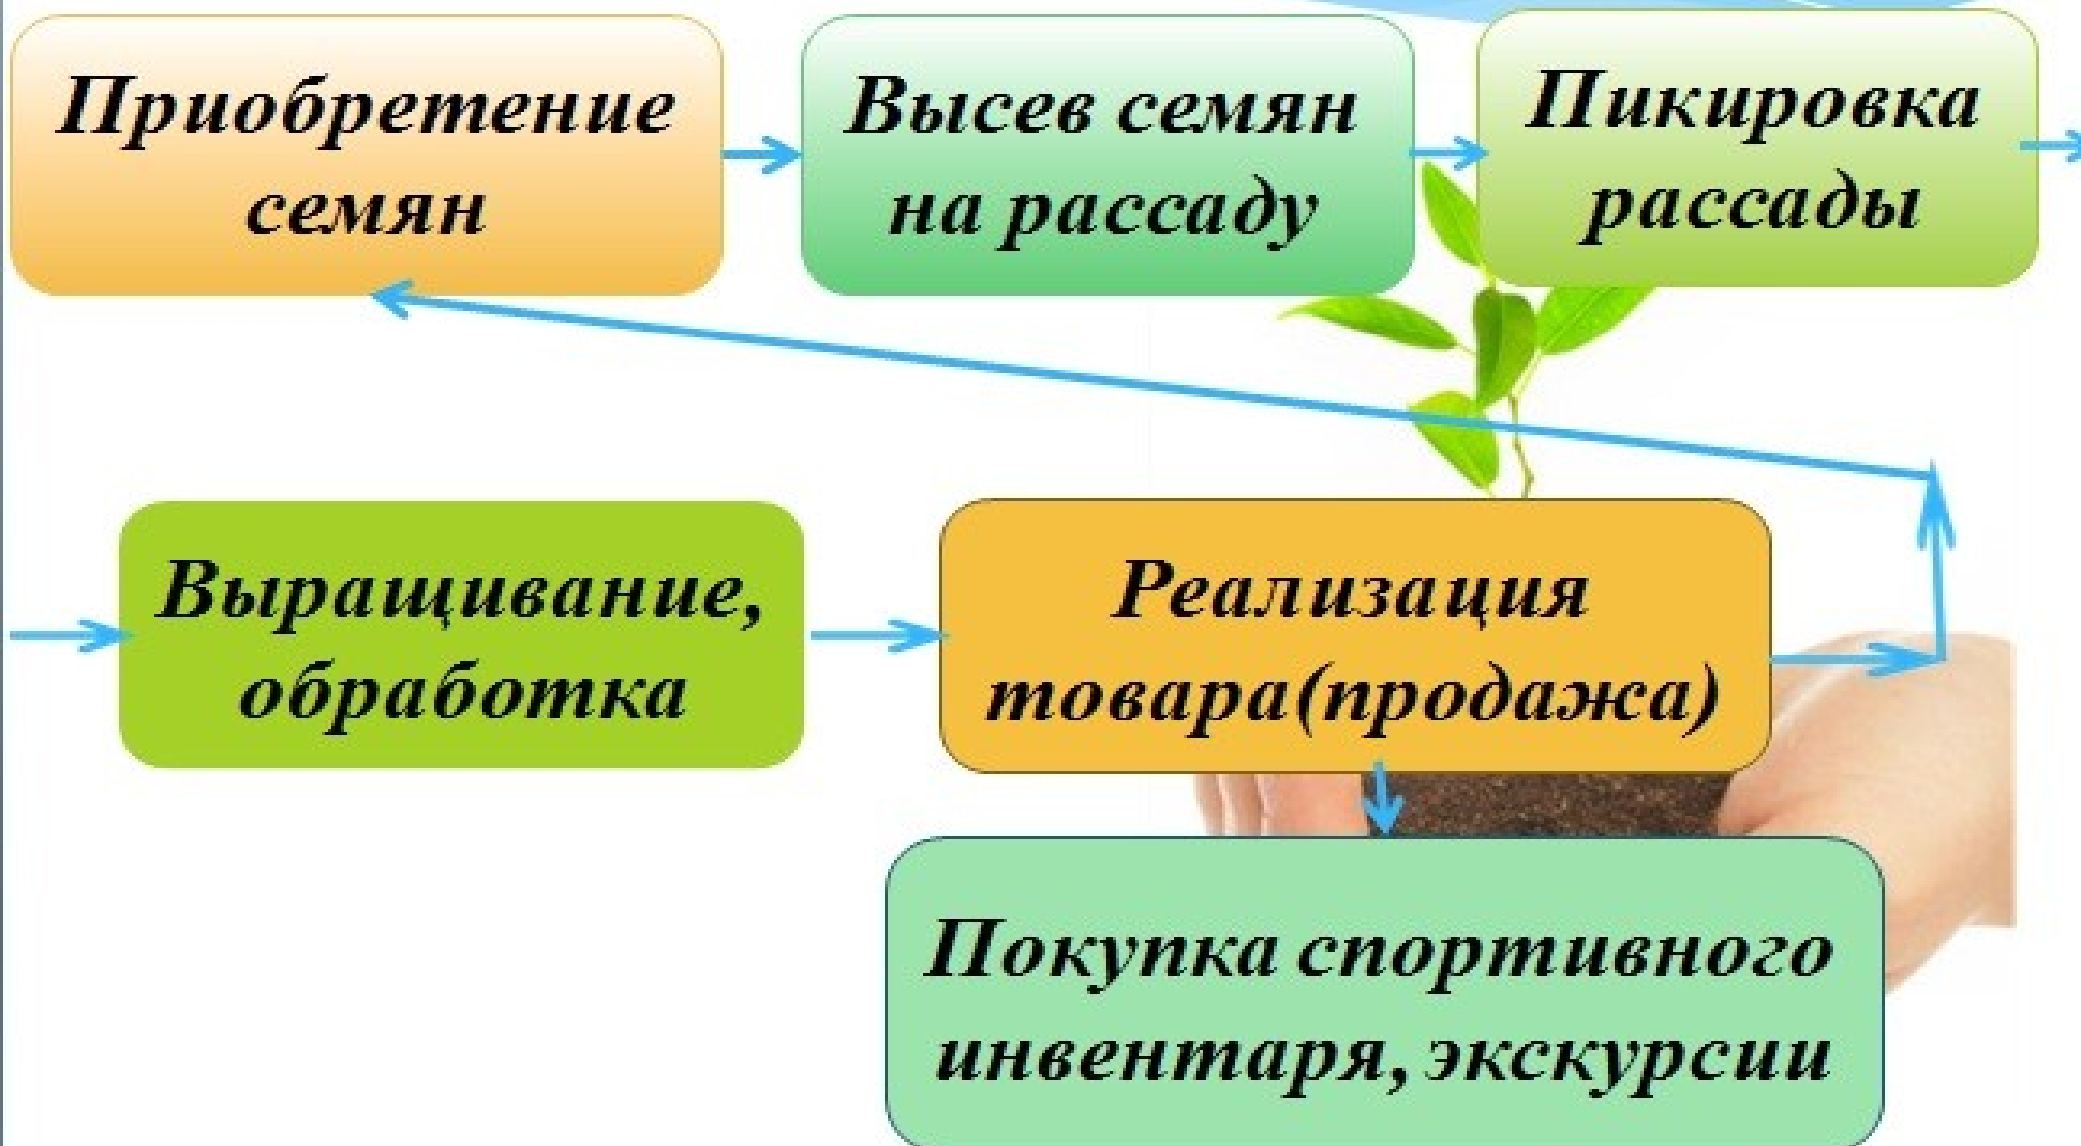 Приобретение
семян
Высев семян
на рассаду
Пикировка
рассады
Выращивание,
обработка
Реализация
товара(продажа)
Покупка спортивного
инвентаря, экскурсии